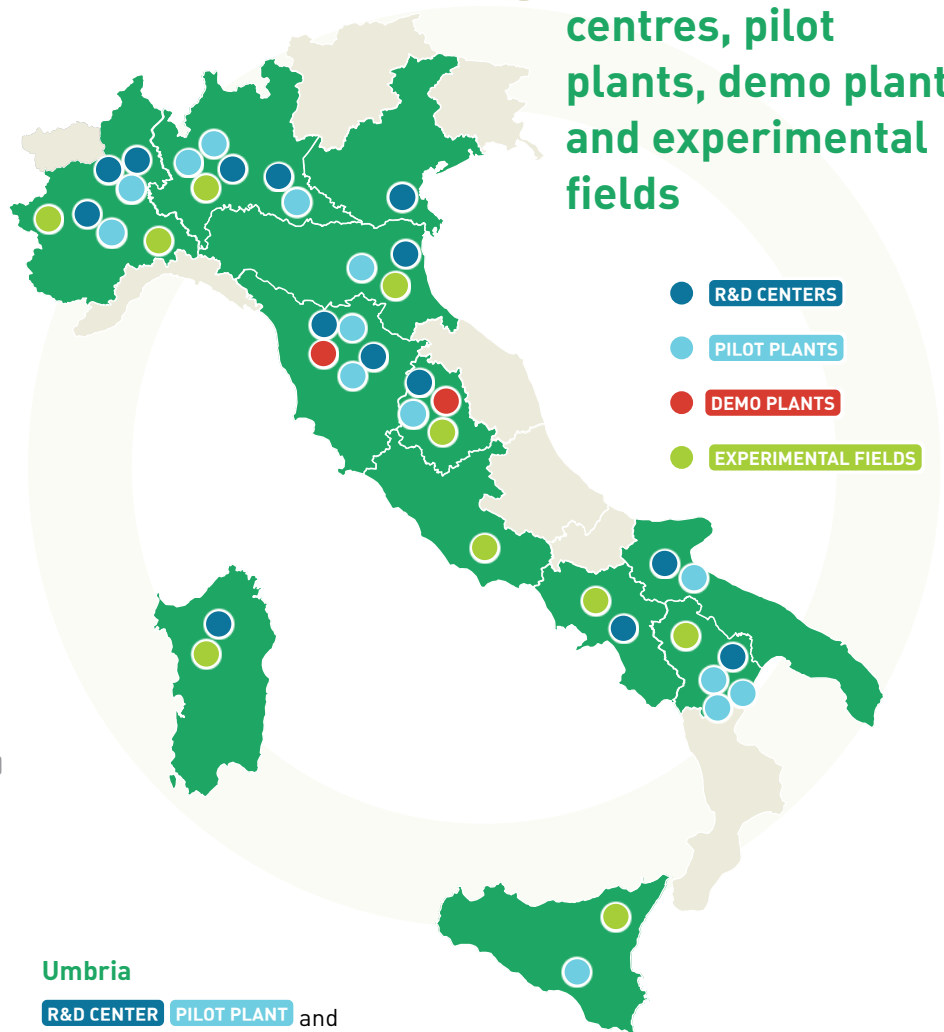 centres, pilot
plants, demo plant
and experimental
fields
R&D CENTERS
PILOT PLANTS
DEMO PLANTS
EXPERIMENTAL FIELDS
Umbria
R&D CENTER PILOT PLANT and